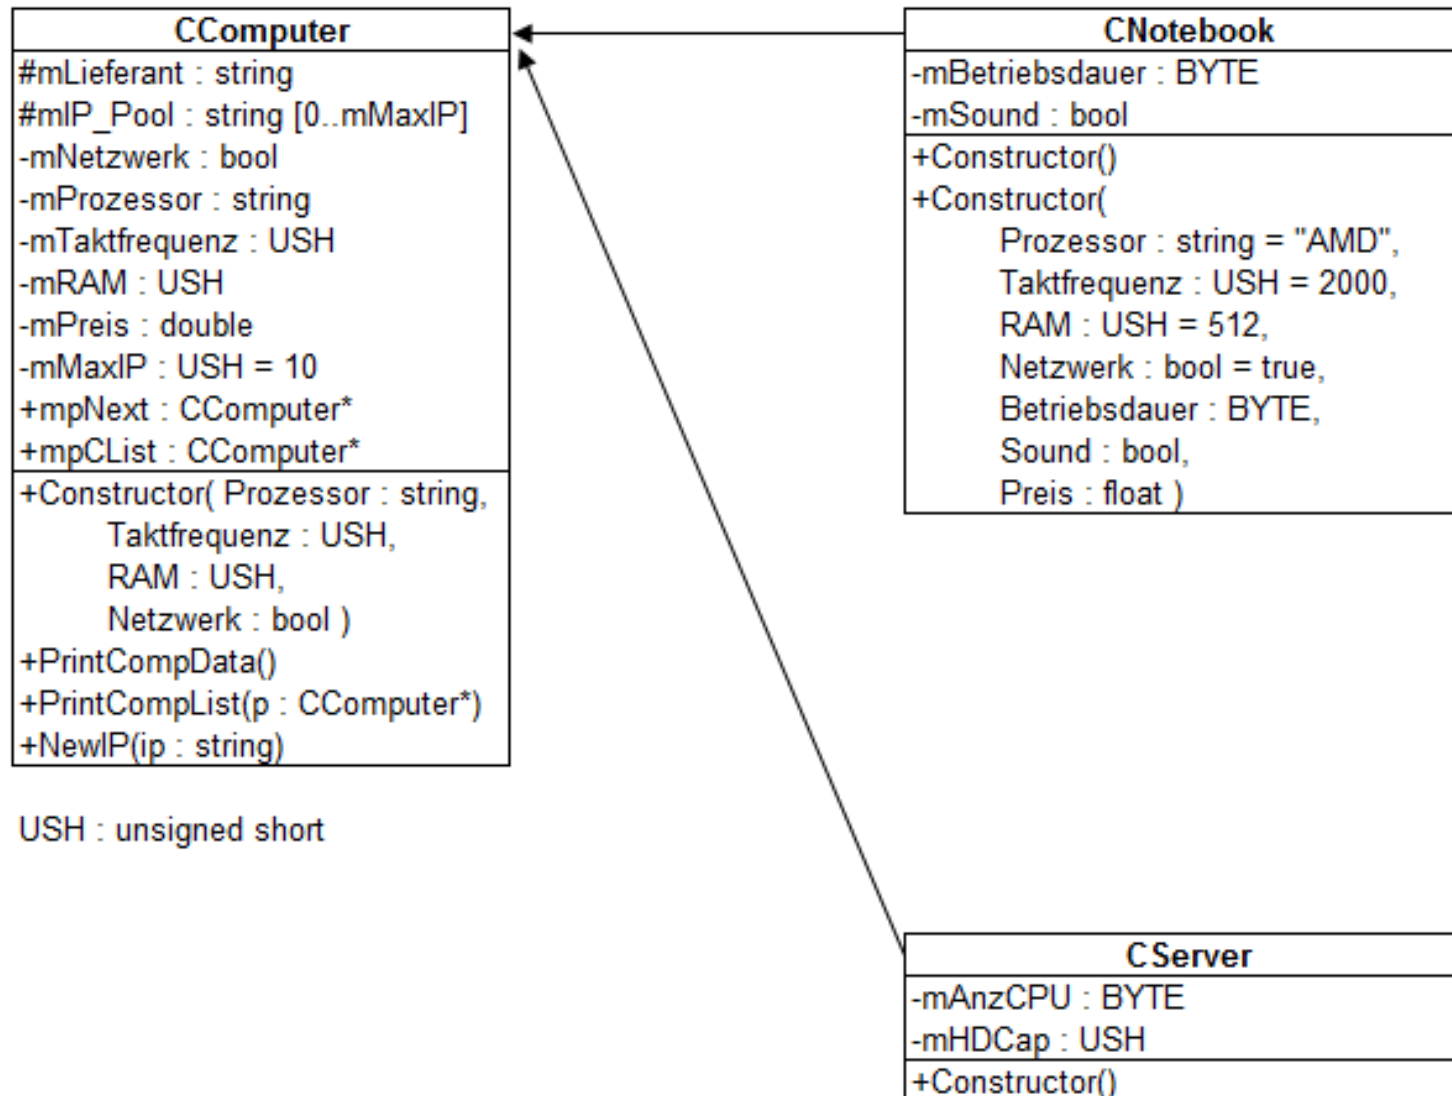 CComputer
#mLieferant : string
#mIP_Pool : string [0..mMaxIP]
-mNetzwerk : bool
-mProzessor : string
-mTaktfrequenz : USH
-mRAM : USH
-mPreis : double
-mMaxIP : USH = 10
+mpNext : CComputer*
+mpCList : CComputer*
+Constructor( Prozessor : string,
Taktfrequenz : USH,
RAM : USH,
Netzwerk : bool )
+PrintCompData()
+PrintCompList(p : CComputer*)
+NewIP(ip : string)
USH : unsigned short
CNotebook
-mBetriebsdauer : BYTE
-mSound : bool
+Constructor()
+Constructor(
Prozessor : string = "AMD",
Taktfrequenz : USH = 2000,
RAM : USH = 512,
Netzwerk : bool = true,
Betriebsdauer : BYTE,
Sound : bool,
Preis : float )
CServer
-mAnzCPU : BYTE
-mHDCap : USH
+Constructor()